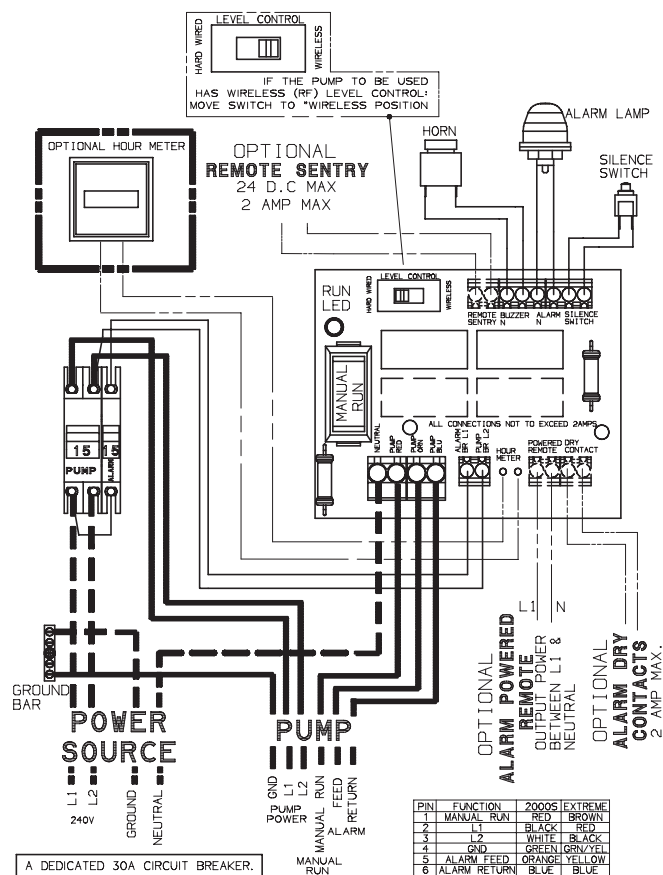 LEVEL CONTROL
HARD WIRED
WIRELESS
IF THE PUMP TO BE USED
HAS WIRELESS (RF) LEVEL CONTROL:
MOVE SWITCH TO "WIRELESS POSITION
OPTIONAL HOUR METER
OPTIONAL
REMOTE SENTRY
24 D.C MAX
2 AMP MAX
HORN
ALARM LAMP
SILENCE
SWITCH
RUN
LED
LEVEL CONTROL
HARD WIRED
WIRELESS
REMOTE BUZZER ALARM SILENCE
SENTRY N N SWITCH
MANUAL
RUN
ALL CONNECTIONS NOT TO EXCEED 2AMPS
NEUTRAL
PUMP
RED
PUMP
GRN
PUMP
BLU
ALARM
BR L1
PUMP
BR L2
HOUR
METER
POWERED DRY
REMOTE CONTACT
15 15
PUMP
ALARM
L1 N
OPTIONAL
ALARM POWERED
REMOTE
OUTPUT POWER
BETWEEN L1 &
NEUTRAL
OPTIONAL
ALARM DRY
CONTACTS
2 AMP MAX.
GROUND
BAR
POWER
SOURCE
L1
L2
240V
GROUND
NEUTRAL
PUMP
GND
L1
L2
PUMP
POWER
MANUAL RUN
FEED
RETURN
ALARM
MANUAL
RUN
A DEDICATED 30A CIRCUIT BREAKER.
PIN FUNCTION 2000S EXTREME
1 MANUAL RUN RED BROWN
2 L1 BLACK RED
3 L2 WHITE BLACK
4 GND GREEN GRN/YEL
5 ALARM FEED ORANGE YELLOW
6 ALARM RETURN BLUE BLUE